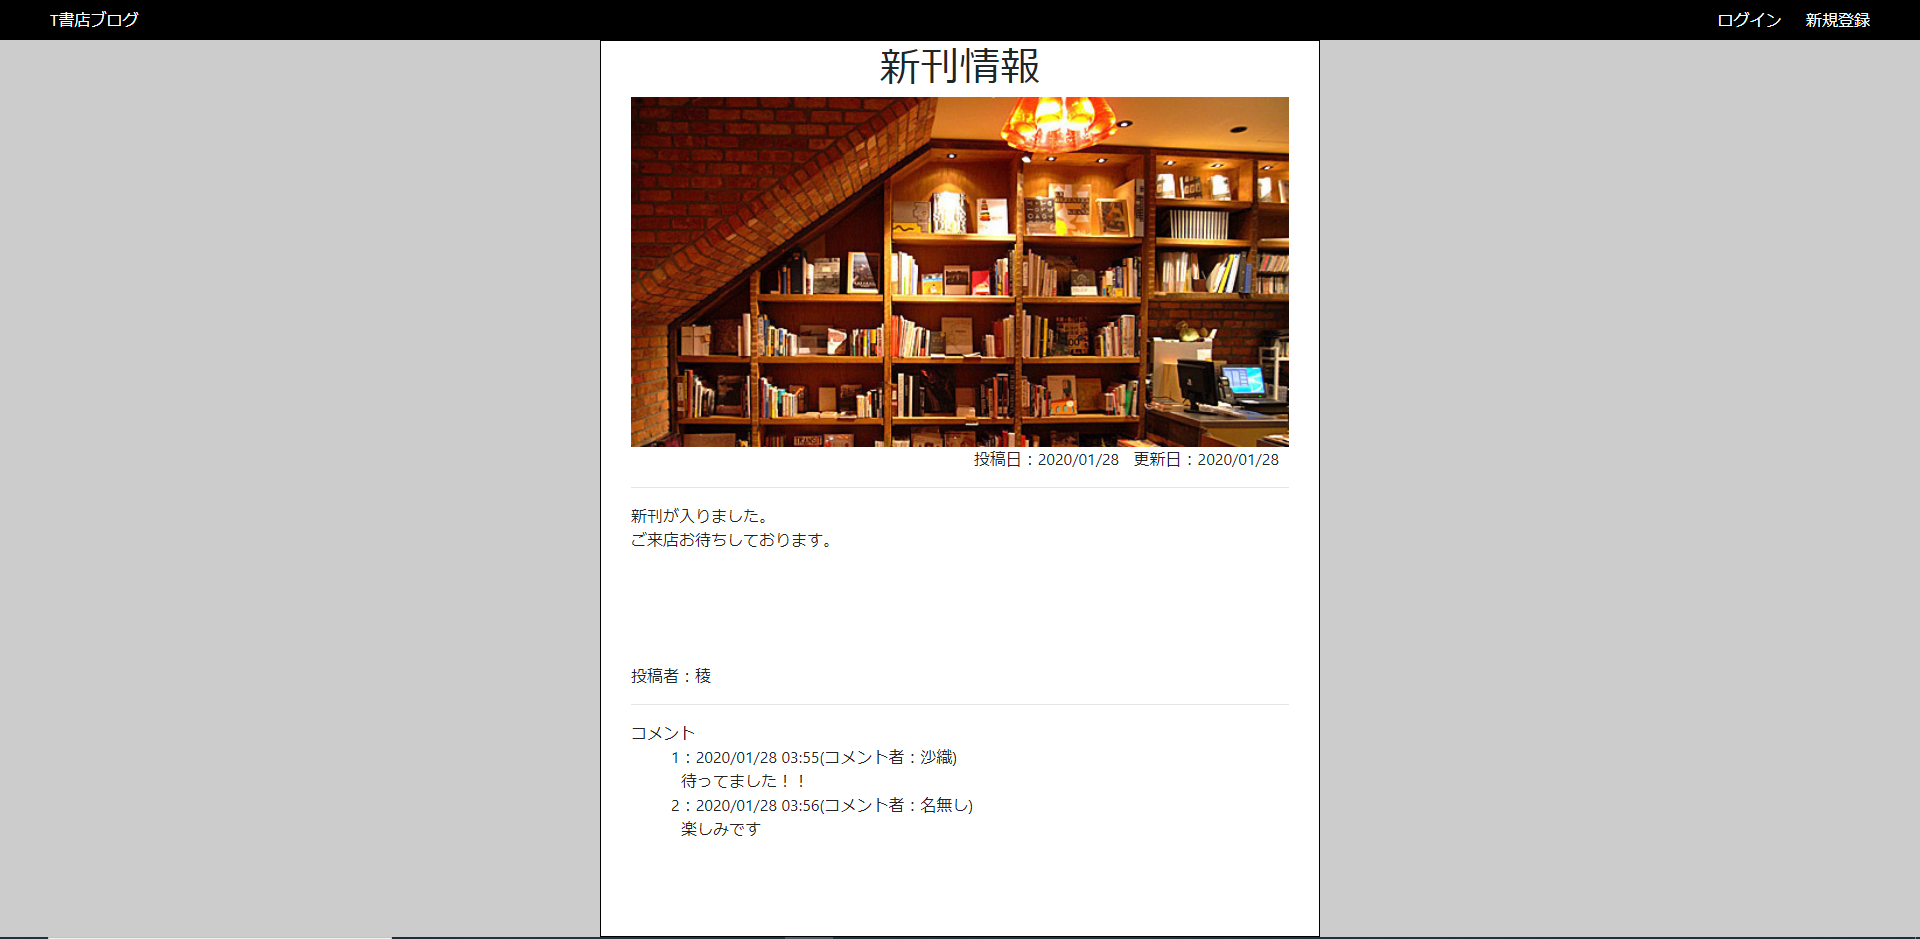 T書店ブログ
ログイン 新規登録
新刊情報
TRANSIT
投稿日：2020/01/28 更新日：2020/01/28
新刊が入りました。
ご来店お待ちしております。
投稿者：稜
コメント
1：2020/01/28 03:55(コメント者：沙織)
待ってました！！
2：2020/01/28 03:56(コメント者：名無し)
楽しみです